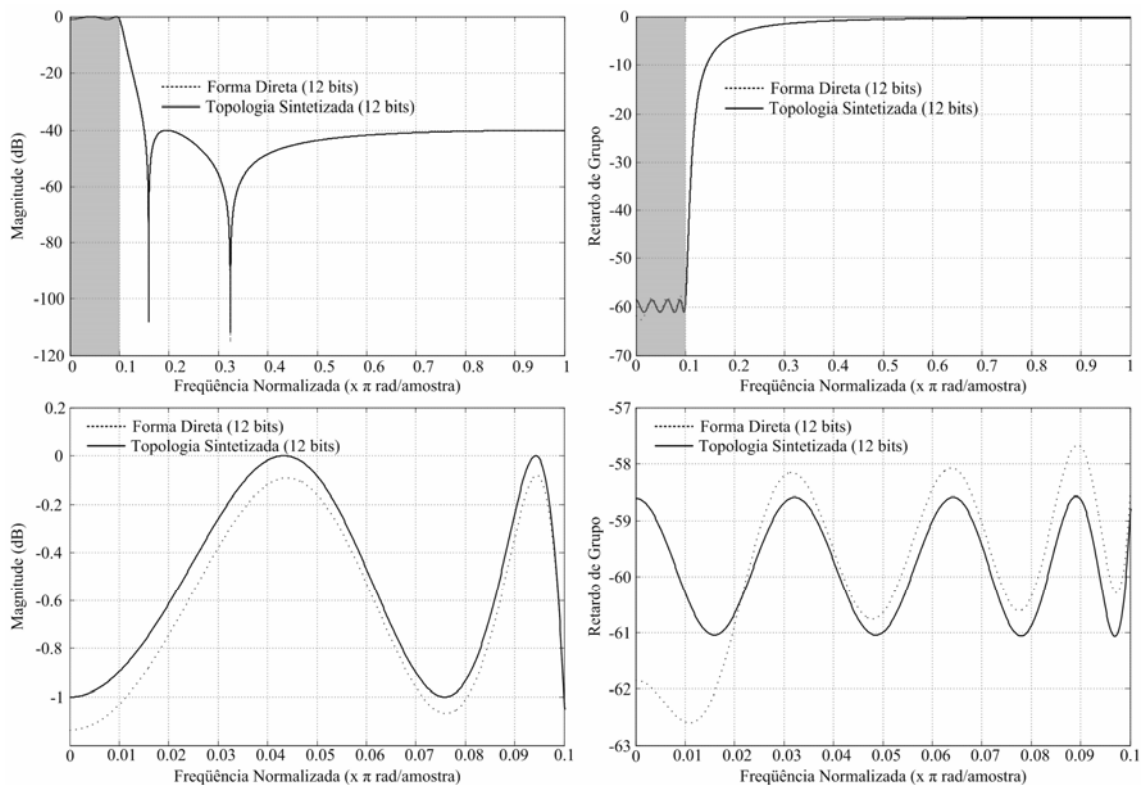 0
-20
-40
-60
-80
-100
-120
Magnitude (dB)
Forma Direta (12 bits)
Topologia Sintetizada (12 bits)
0 0.1 0.2 0.3 0.4 0.5 0.6 0.7 0.8 0.9 1
Freqüência Normalizada (x π rad/amostra)
0
-10
-20
-30
-40
-50
-60
-70
Retardo de Grupo
Forma Direta (12 bits)
Topologia Sintetizada (12 bits)
0 0.1 0.2 0.3 0.4 0.5 0.6 0.7 0.8 0.9 1
Freqüência Normalizada (x π rad/amostra)
0.2
0
-0.2
-0.4
-0.6
-0.8
-1
Magnitude (dB)
Forma Direta (12 bits)
Topologia Sintetizada (12 bits)
0 0.01 0.02 0.03 0.04 0.05 0.06 0.07 0.08 0.09 0.1
Freqüência Normalizada (x π rad/amostra)
-57
-58
-59
-60
-61
-62
-63
Retardo de Grupo
Forma Direta (12 bits)
Topologia Sintetizada (12 bits)
0 0.01 0.02 0.03 0.04 0.05 0.06 0.07 0.08 0.09 0.1
Freqüência Normalizada (x π rad/amostra)